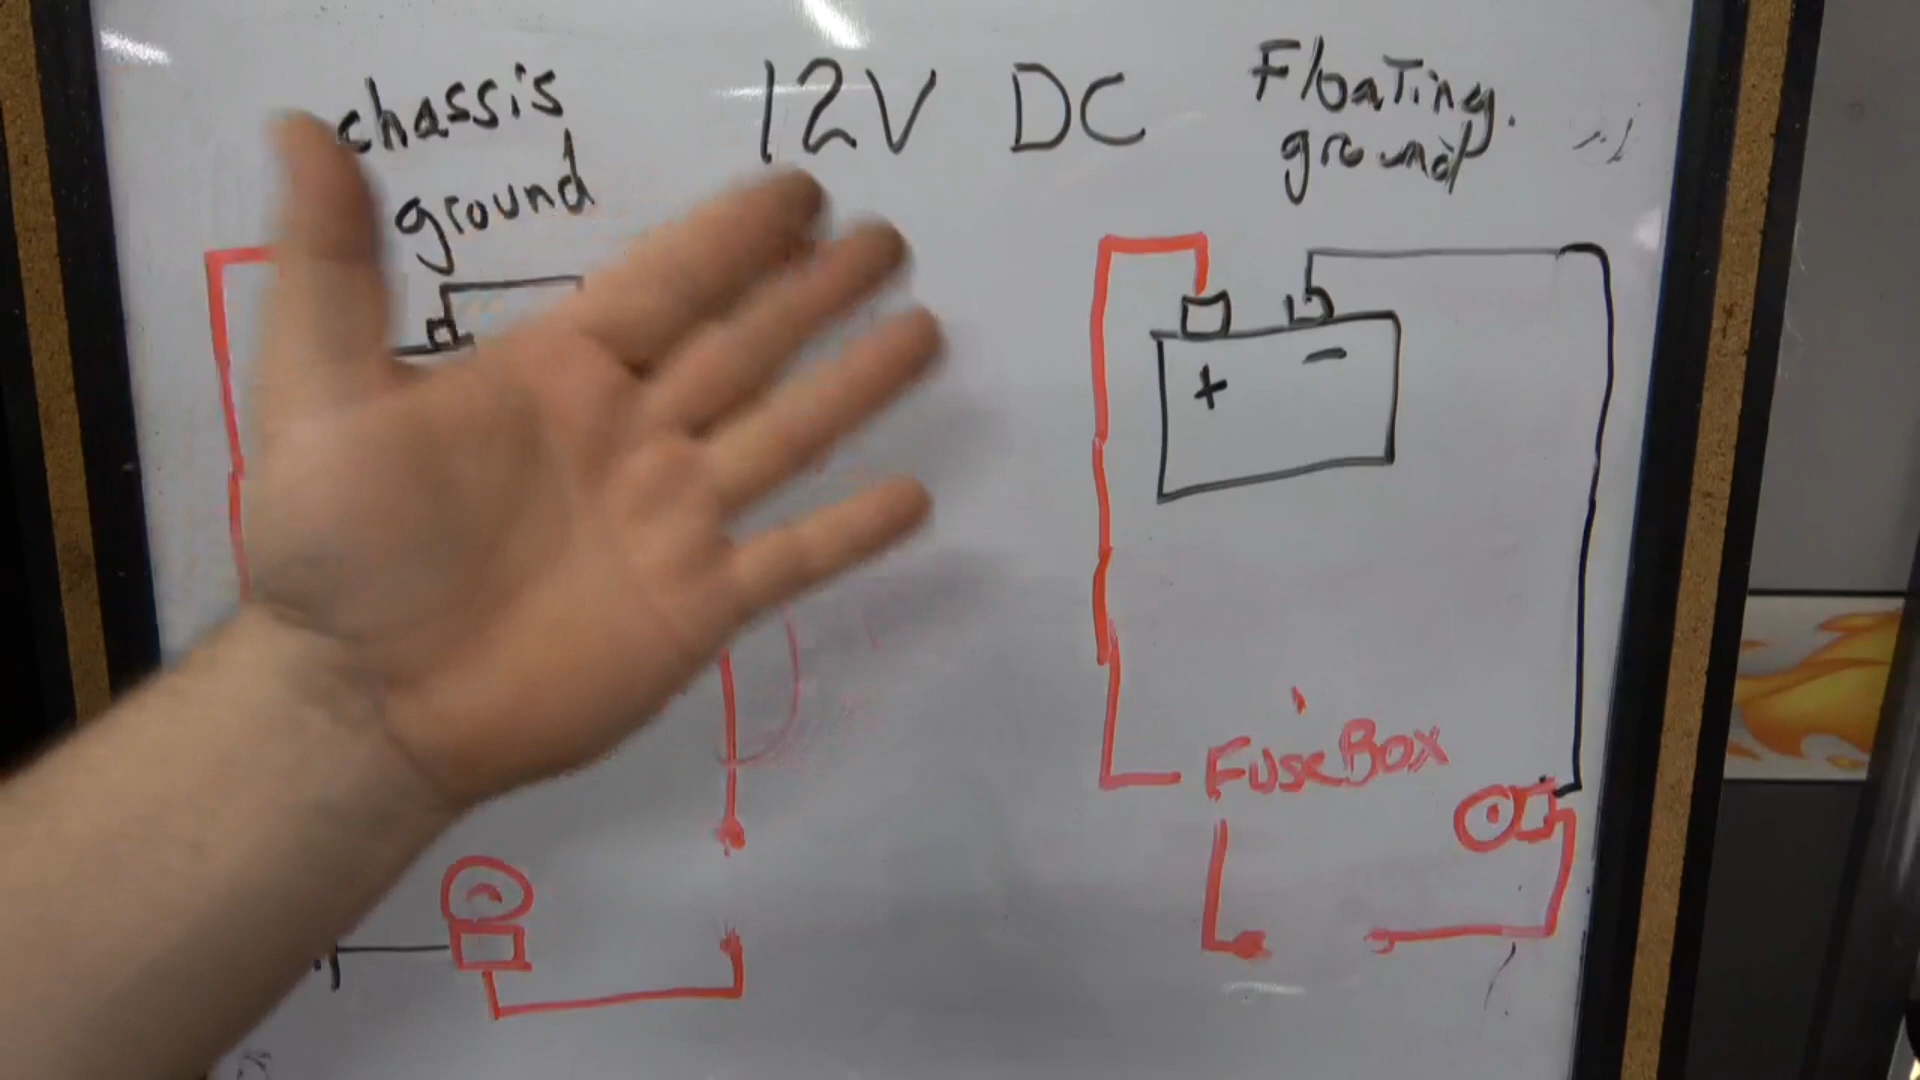 chassis
ground
12V DC
Floating.
ground
+ -
FuseBox